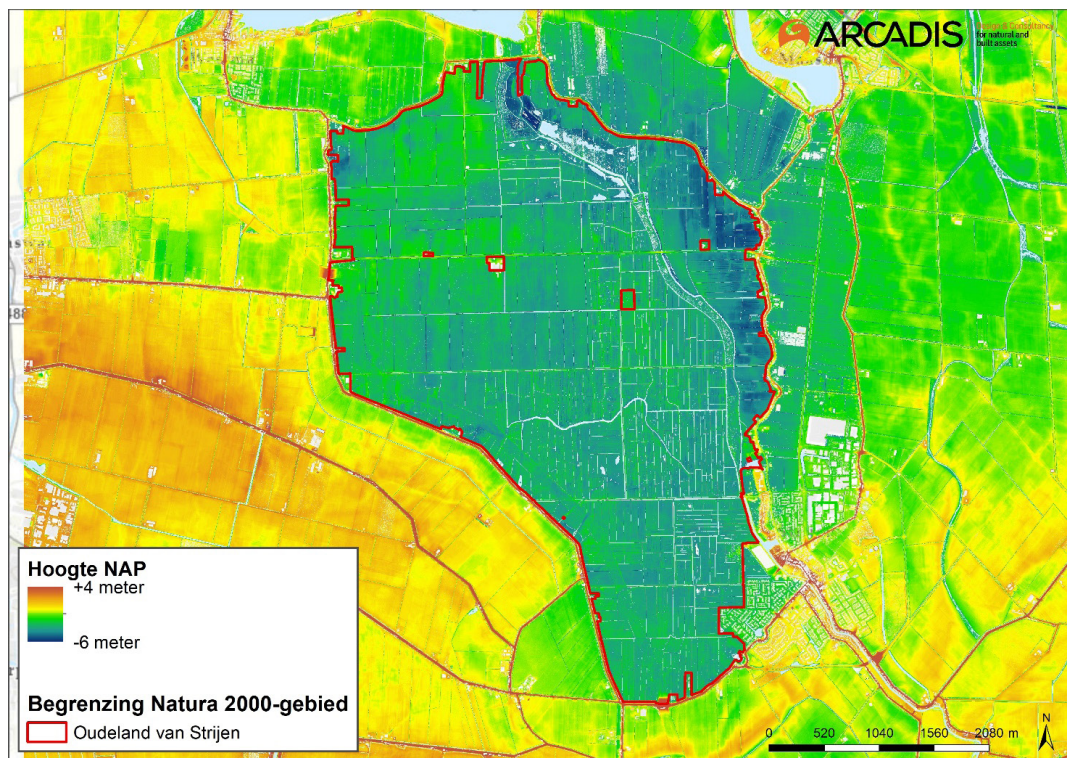 ARCADIS
Design & Consultancy
for natural and
built assets
Hoogte NAP
+4 meter
-6 meter
Begrenzing Natura 2000-gebied
Oudeland van Strijen
0 520 1040 1560 2080 m
N